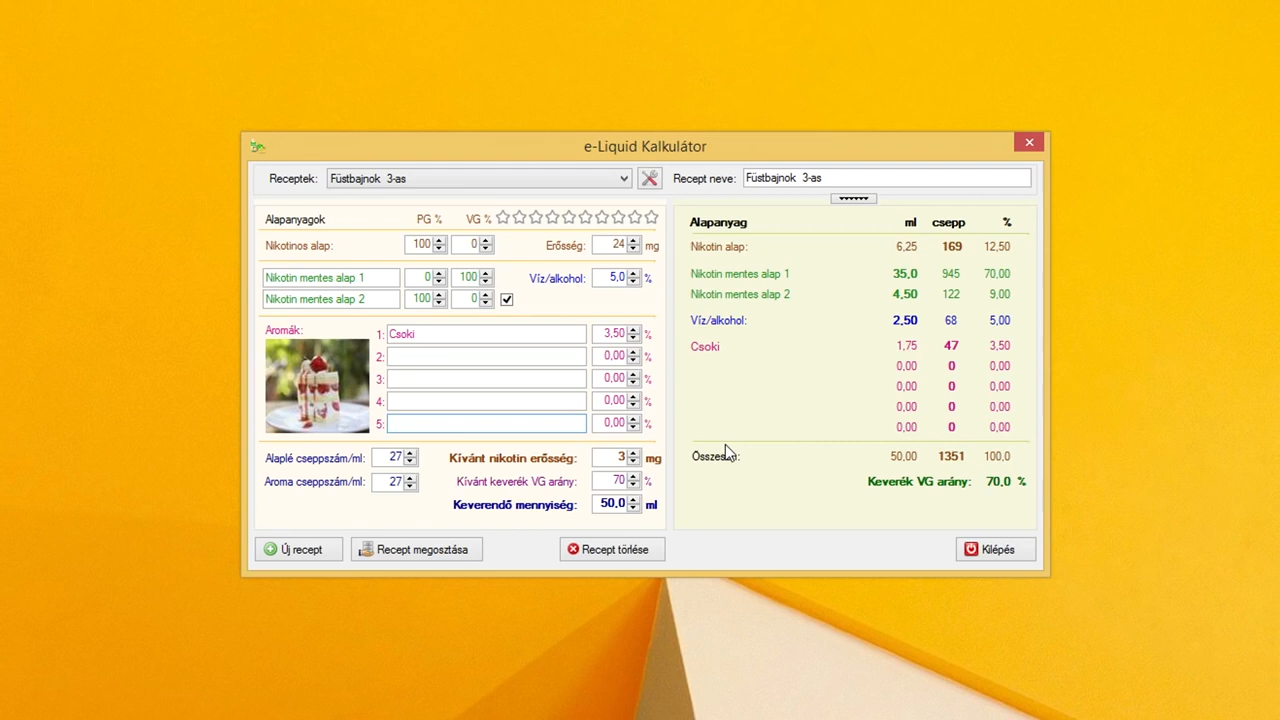 e-Liquid Kalkulátor
Receptek: Füstbajnok 3-as Recept neve: Füstbajnok 3-as
Alapanyagok PG % VG %
Nikotinos alap: 100 0 Erősség: 24 mg
Nikotin mentes alap 1 0 100 Víz/alkohol: 5,0 %
Nikotin mentes alap 2 100 0
Aromák:
1: Csoki 3,50 %
2: 0,00 %
3: 0,00 %
4: 0,00 %
5: 0,00 %
Alaplé cseppszám/ml: 27 Kívánt nikotin erősség: 3 mg
Aroma cseppszám/ml: 27 Kívánt keverék VG arány: 70 %
Keverendő mennyiség: 50,0 ml
Alapanyag ml csepp %
Nikotin alap: 6,25 169 12,50
Nikotin mentes alap 1 35,0 945 70,00
Nikotin mentes alap 2 4,50 122 9,00
Víz/alkohol: 2,50 68 5,00
Csoki 1,75 47 3,50
0,00 0 0,00
0,00 0 0,00
0,00 0 0,00
0,00 0 0,00
50,00 1351 100,0
Keverék VG arány: 70,0 %
Új recept Recept megosztása Recept törlése Kilépés